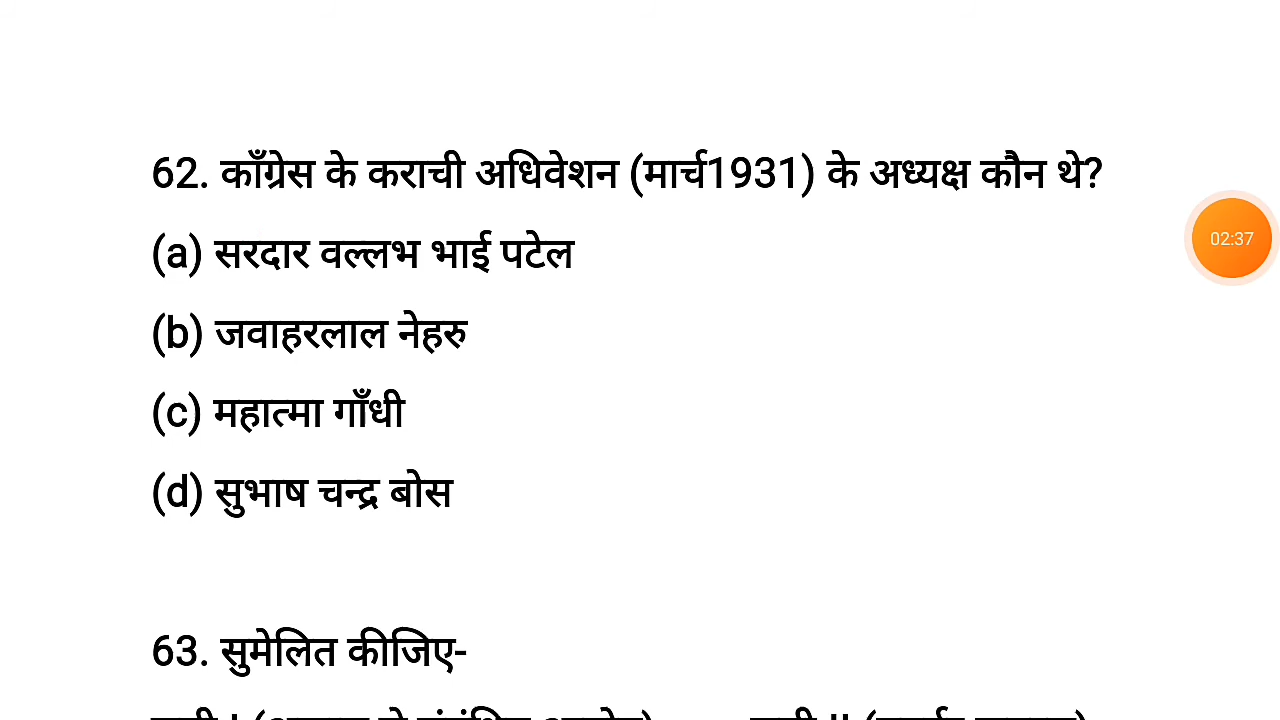 62. काँग्रेस के कराची अधिवेशन (मार्च1931) के अध्यक्ष कौन थे?
(a) सरदार वल्लभ भाई पटेल
02:37
(b) जवाहरलाल नेहरु
(c) महात्मा गाँधी
(d) सुभाष चन्द्र बोस
63. सुमेलित कीजिए-